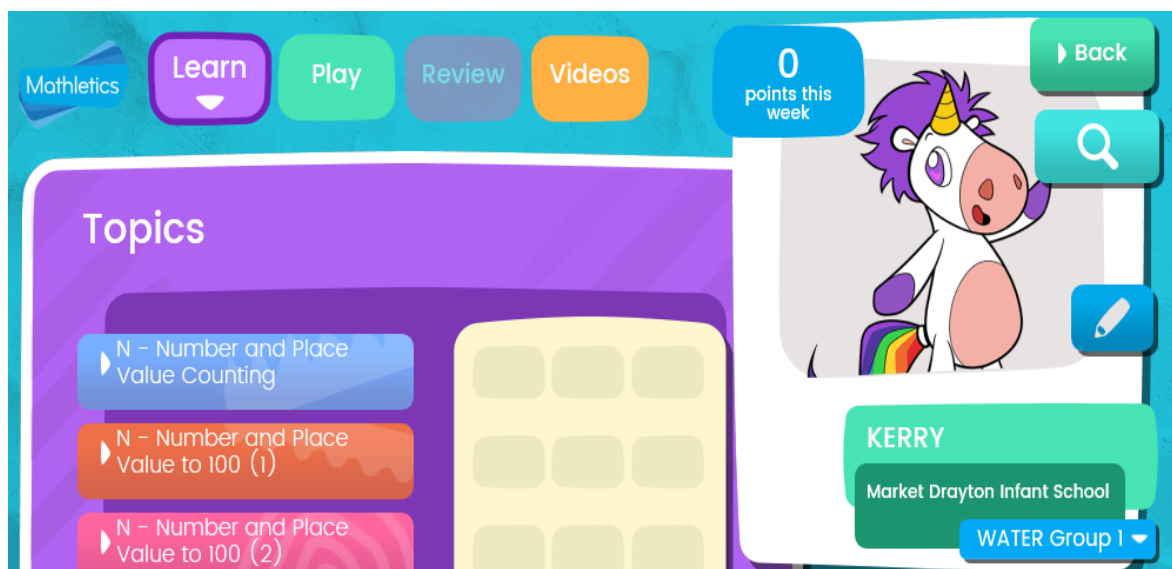 Mathletics
Learn
Play
Review
Videos
0
points this
week
Back
Topics
N - Number and Place
Value Counting
N - Number and Place
Value to 100 (1)
N - Number and Place
Value to 100 (2)
KERRY
Market Drayton Infant School
WATER Group 1